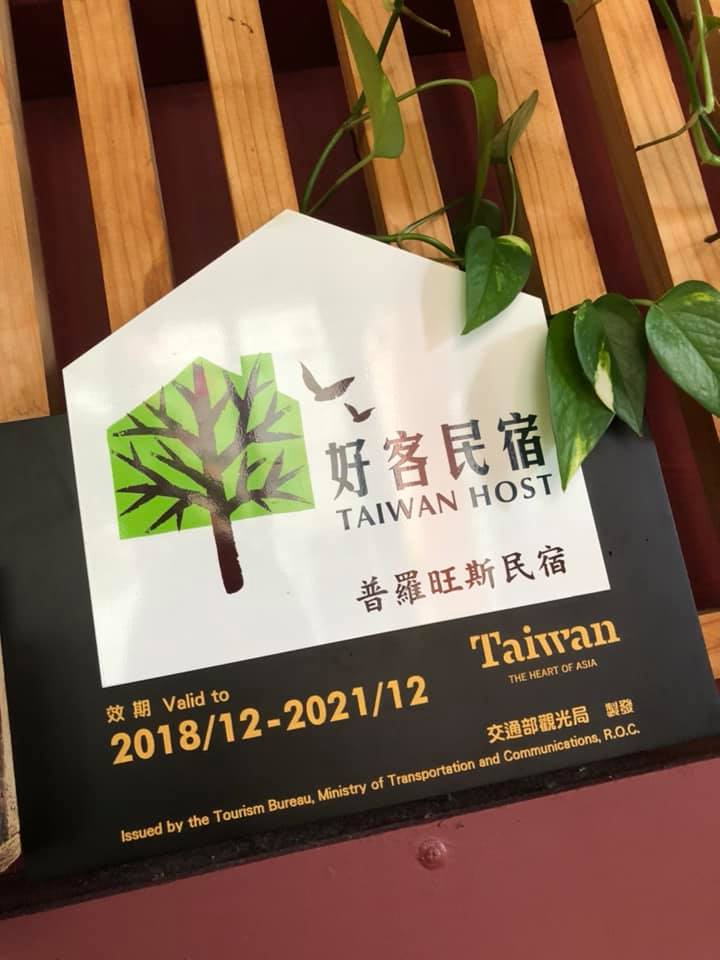 好客民宿
TAIWAN HOST
普羅旺斯民宿
Taiwan
THE HEART OF ASIA
效期 Valid to
2018/12-2021/12
交通部觀光局 製發
Issued by the Tourism Bureau, Ministry of Transportation and Communications, R.O.C.